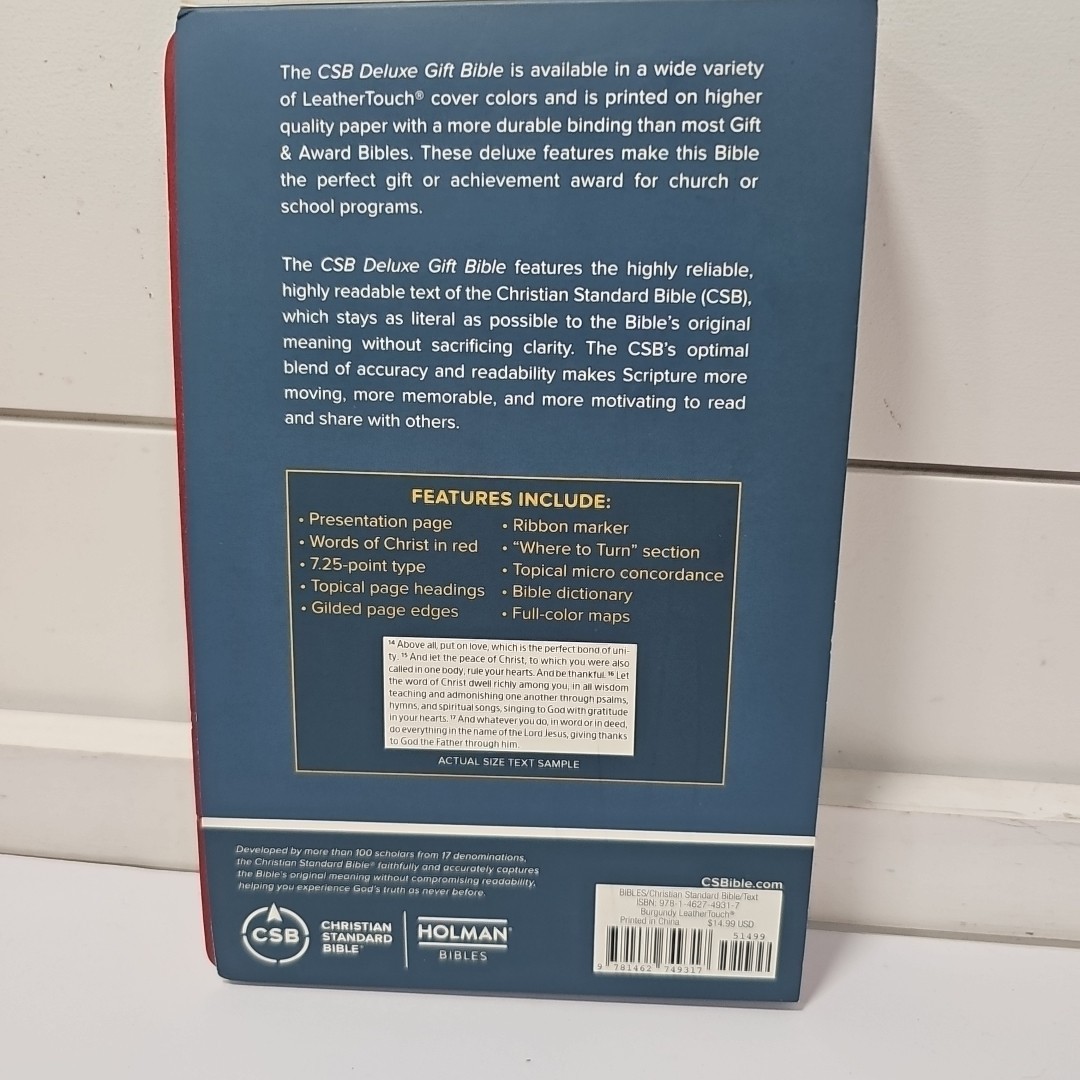 The CSB Deluxe Gift Bible is available in a wide variety
of LeatherTouch® cover colors and is printed on higher
quality paper with a more durable binding than most Gift
& Award Bibles. These deluxe features make this Bible
the perfect gift or achievement award for church or
school programs.
The CSB Deluxe Gift Bible features the highly reliable,
highly readable text of the Christian Standard Bible (CSB),
which stays as literal as possible to the Bible's original
meaning without sacrificing clarity. The CSB's optimal
blend of accuracy and readability makes Scripture more
moving, more memorable, and more motivating to read
and share with others.
FEATURES INCLUDE:
• Presentation page
• Words of Christ in red
• 7.25-point type
• Topical page headings
• Gilded page edges
• Ribbon marker
• "Where to Turn" section
• Topical micro concordance
• Bible dictionary
• Full-color maps
14 Above all, put on love, which is the perfect bond of uni-
ty. 15 And let the peace of Christ, to which you were also
called in one body, rule your hearts. And be thankful. 16 Let
the word of Christ dwell richly among you, in all wisdom
teaching and admonishing one another through psalms,
hymns, and spiritual songs, singing to God with gratitude
in your hearts. 17 And whatever you do, in word or in deed,
do everything in the name of the Lord Jesus, giving thanks
to God the Father through him.
ACTUAL SIZE TEXT SAMPLE
Developed by more than 100 scholars from 17 denominations,
the Christian Standard Bible® faithfully and accurately captures
the Bible's original meaning without compromising readability,
helping you experience God's truth as never before.
CSB
CHRISTIAN
STANDARD
BIBLE®
HOLMAN®
BIBLES
CSBible.com
BIBLES/Christian Standard Bible/Text
ISBN: 978-1-4627-4931-7
Burgundy LeatherTouch®
Printed in China $14.99 USD
51499
9 781462 749317